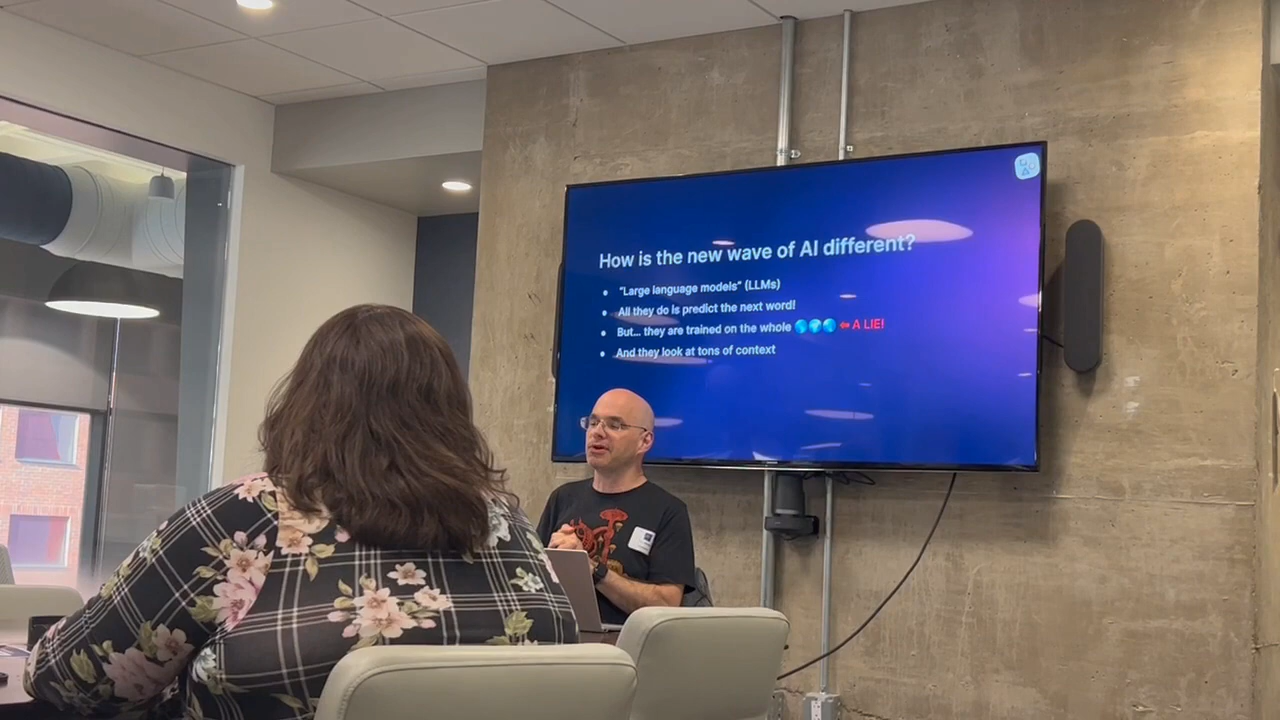 How is the new wave of AI different?
“Large language models” (LLMs)
All they do is predict the next word!
But... they are trained on the whole 🌎🌍🌏 ⬅ A LIE!
And they look at tons of context